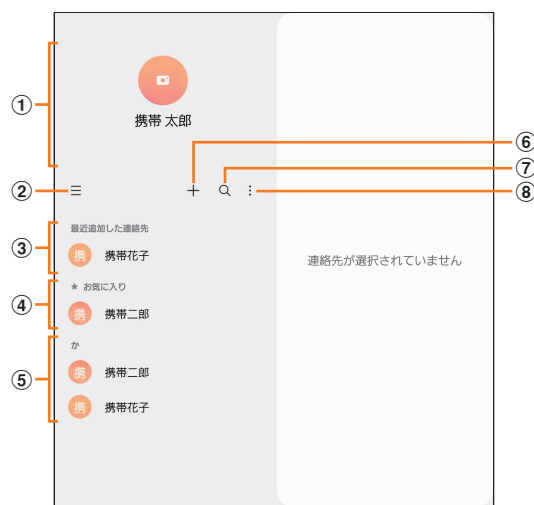 ①
携帯 太郎
⑥
⑦
②
⑧
③
最近追加した連絡先
携 携帯花子
連絡先が選択されていません
④
★ お気に入り
携 携帯二郎
⑤
か
携 携帯二郎
携 携帯花子